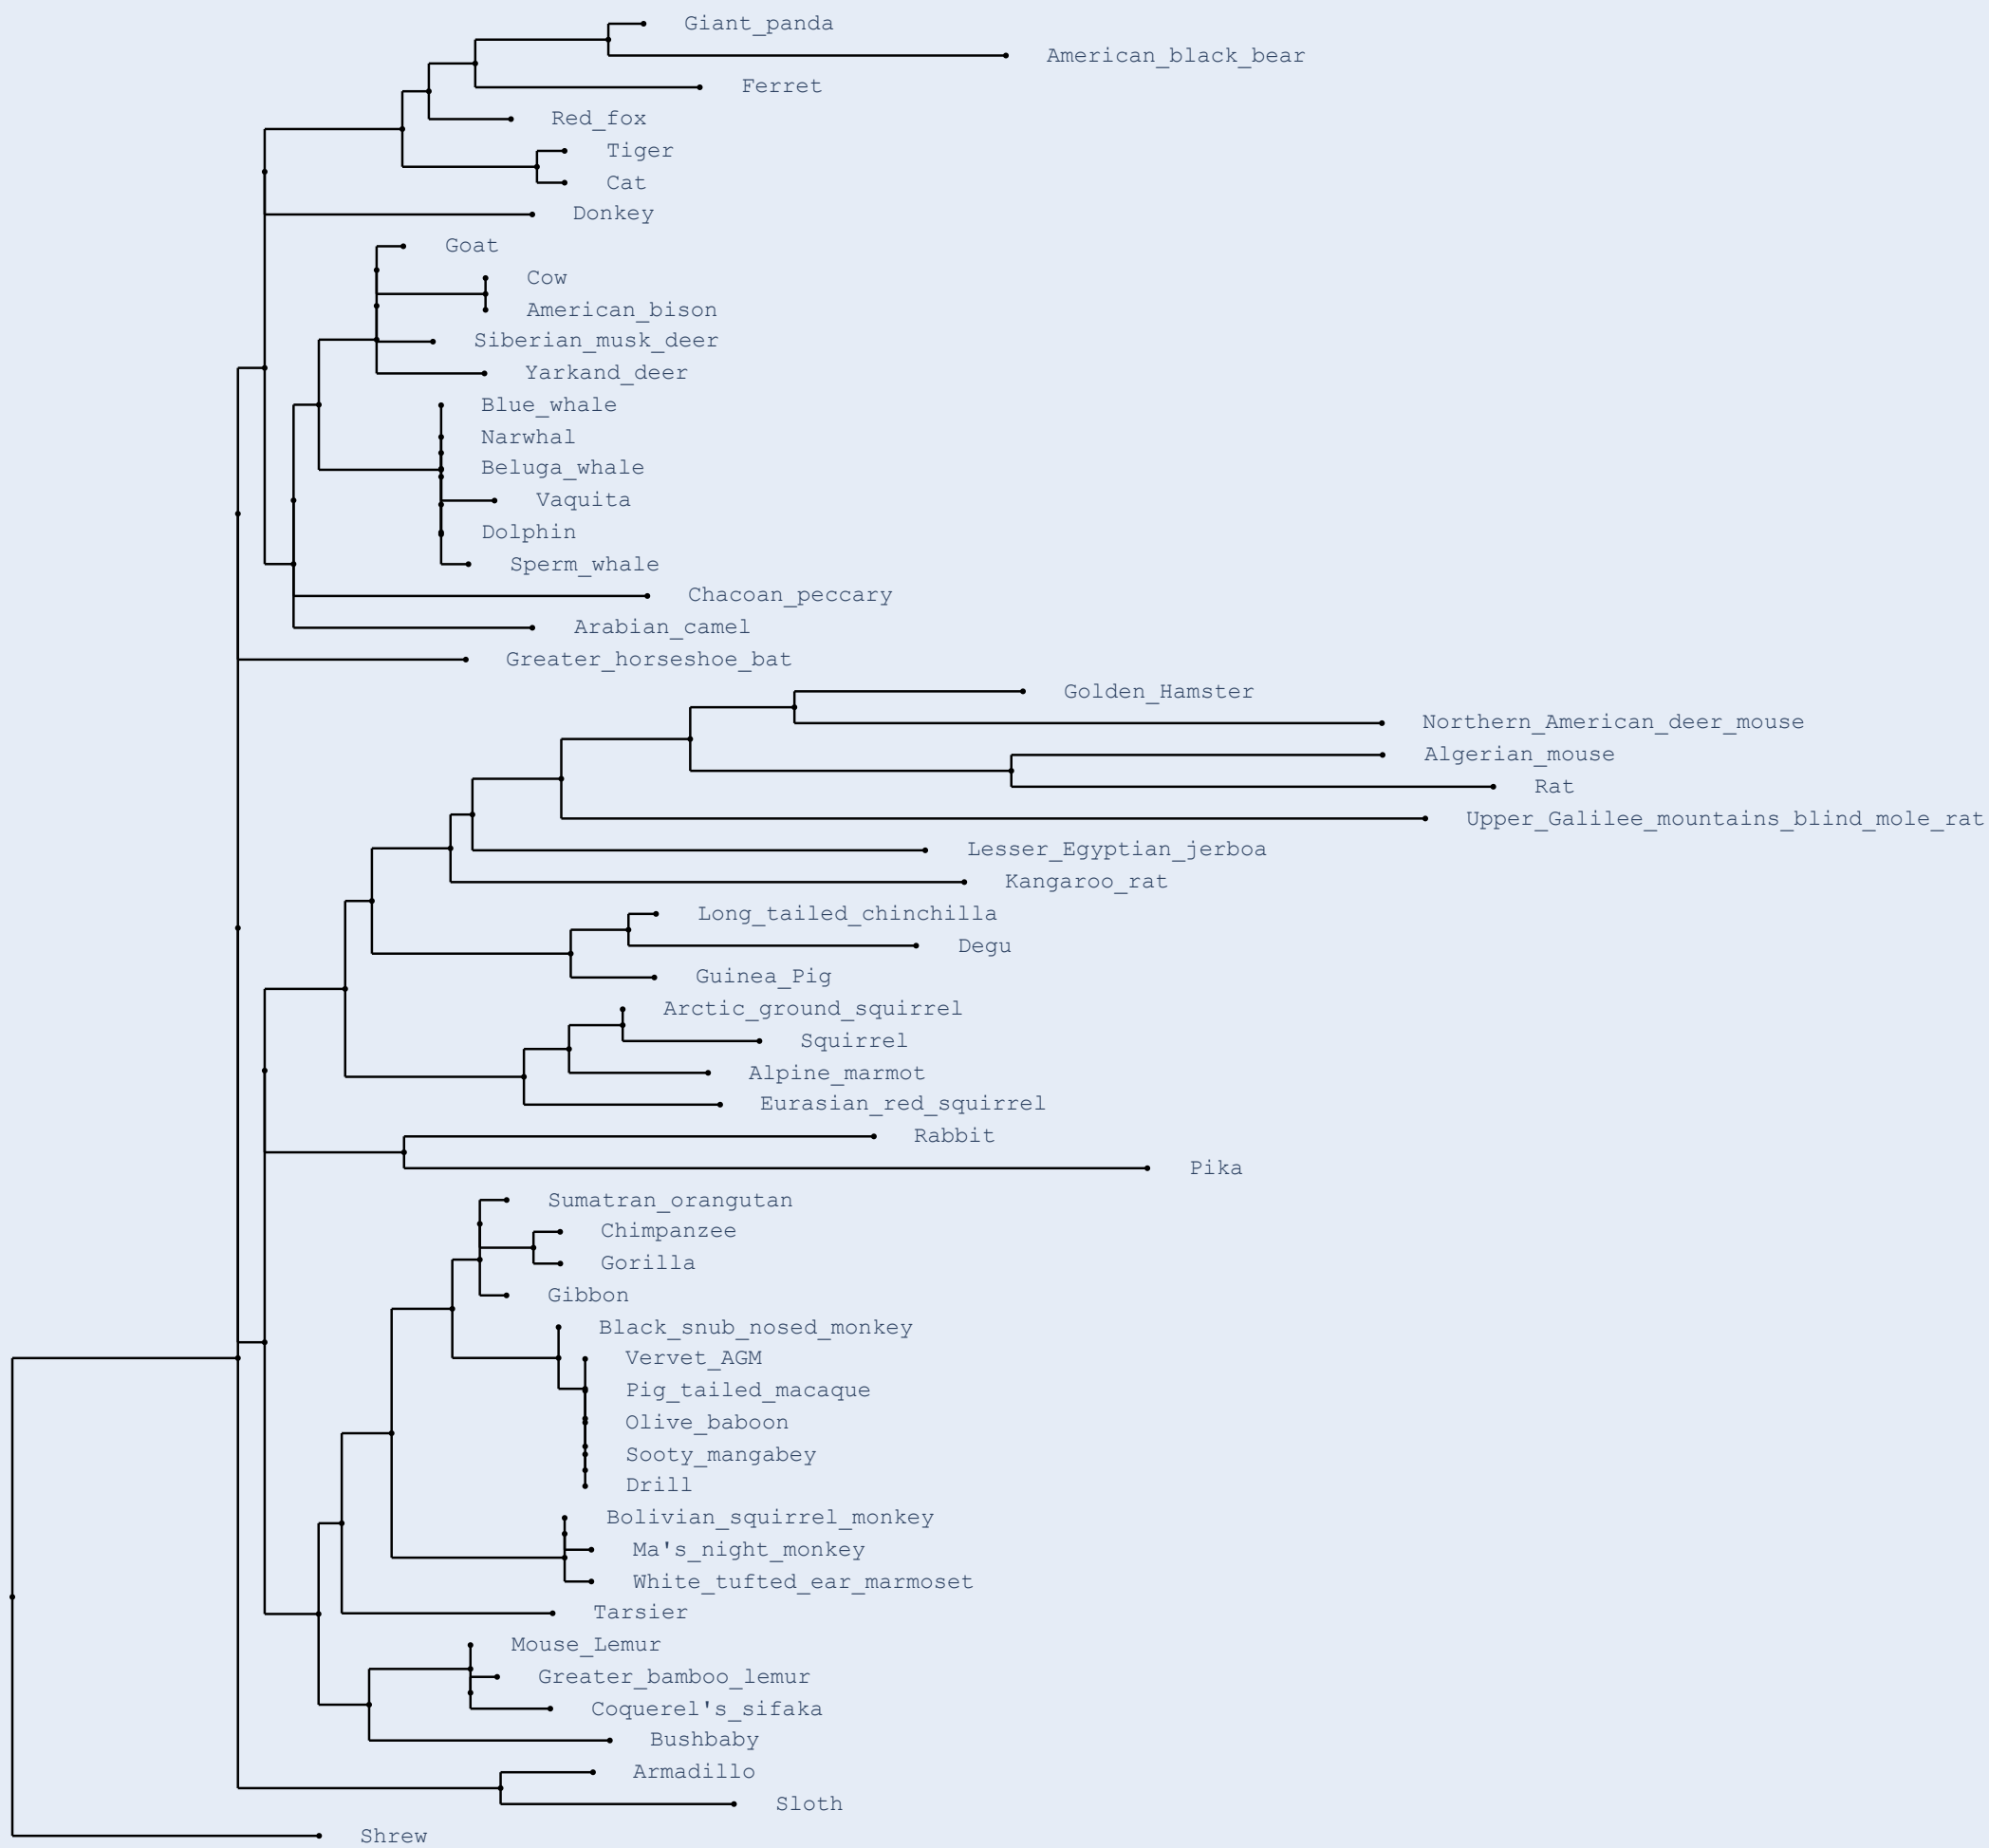 Giant_panda
American_black_bear
Ferret
Red_fox
Tiger
Cat
Donkey
Goat
Cow
American_bison
Siberian_musk_deer
Yarkand_deer
Blue_whale
Narwhal
Beluga_whale
Vaquita
Dolphin
Sperm_whale
Chacoan_peccary
Arabian_camel
Greater_horseshoe_bat
Golden_Hamster
Northern_American_deer_mouse
Algerian_mouse
Rat
Upper_Galilee_mountains_blind_mole_rat
Lesser_Egyptian_jerboa
Kangaroo_rat
Long_tailed_chinchilla
Degu
Guinea_Pig
Arctic_ground_squirrel
Squirrel
Alpine_marmot
Eurasian_red_squirrel
Rabbit
Pika
Sumatran_orangutan
Chimpanzee
Gorilla
Gibbon
Black_snub_nosed_monkey
Vervet_AGM
Pig_tailed_macaque
Olive_baboon
Sooty_mangabey
Drill
Bolivian_squirrel_monkey
Ma's_night_monkey
White_tufted_ear_marmoset
Tarsier
Mouse_Lemur
Greater_bamboo_lemur
Coquerel's_sifaka
Bushbaby
Armadillo
Sloth
Shrew